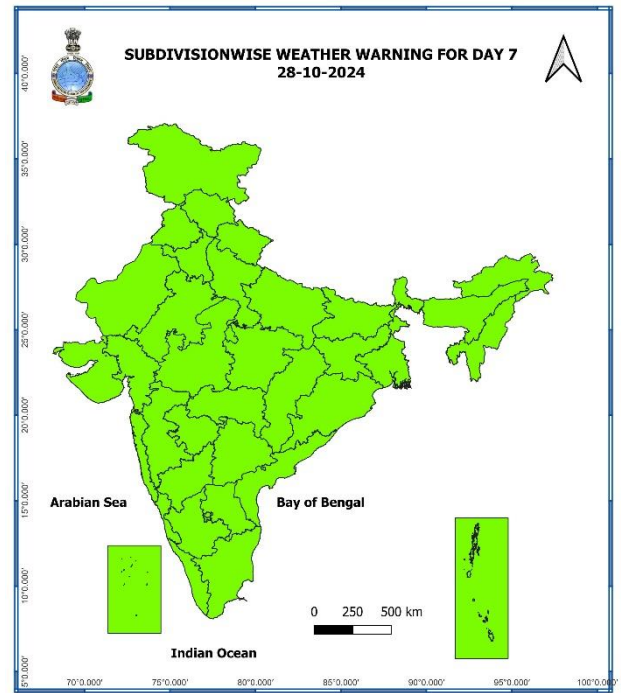 SUBDIVISIONWISE WEATHER WARNING FOR DAY 7
28-10-2024
40°0.000'
35°0.000'
30°0.000'
25°0.000'
20°0.000'
15°0.000'
10°0.000'
5°0.000'
Arabian Sea
Bay of Bengal
0 250 500 km
Indian Ocean
70°0.000' 75°0.000' 80°0.000' 85°0.000' 90°0.000' 95°0.000' 100°0.000'